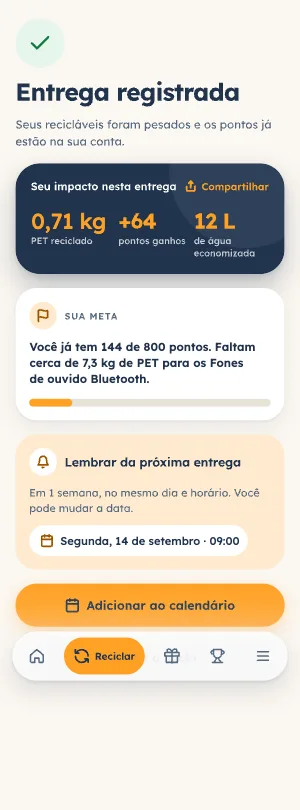 Entrega registrada
Seus recicláveis foram pesados e os pontos já
estão na sua conta.
Seu impacto nesta entrega
Compartilhar
0,71 kg
PET reciclado
+64
pontos ganhos
12 L
de água
economizada
SUA META
Você já tem 144 de 800 pontos. Faltam
cerca de 7,3 kg de PET para os Fones
de ouvido Bluetooth.
Lembrar da próxima entrega
Em 1 semana, no mesmo dia e horário. Você
pode mudar a data.
Segunda, 14 de setembro · 09:00
Adicionar ao calendário
Reciclar